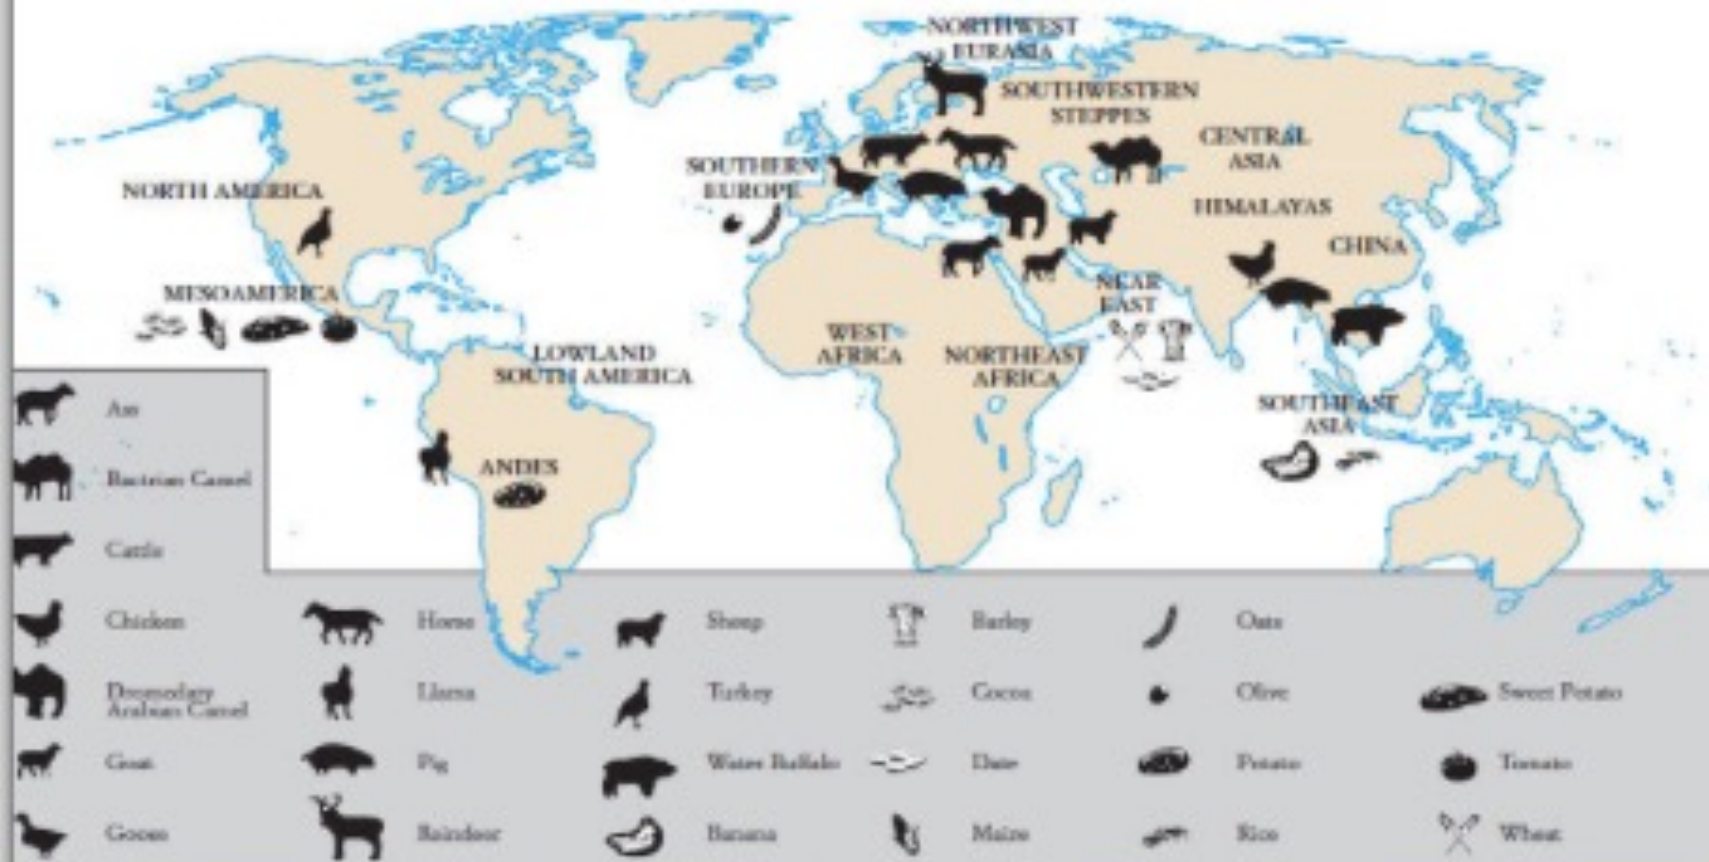 NORTHWEST
EURASIA
SOUTHWESTERN
STEPPES
CENTRAL
ASIA
SOUTHERN
EUROPE
NORTH AMERICA
HIMALAYAS
CHINA
MESOAMERICA
NEAR
EAST
WEST
AFRICA
NORTHEAST
AFRICA
LOWLAND
SOUTH AMERICA
SOUTHEAST
ASIA
ANDES
Ass
Bactrian Camel
Cattle
Chicken
Horse
Sheep
Barley
Oats
Dromedary
Arabian Camel
Llama
Turkey
Cocoa
Olive
Sweet Potato
Goat
Pig
Water Buffalo
Date
Potato
Tomato
Goose
Reindeer
Banana
Maize
Rice
Wheat